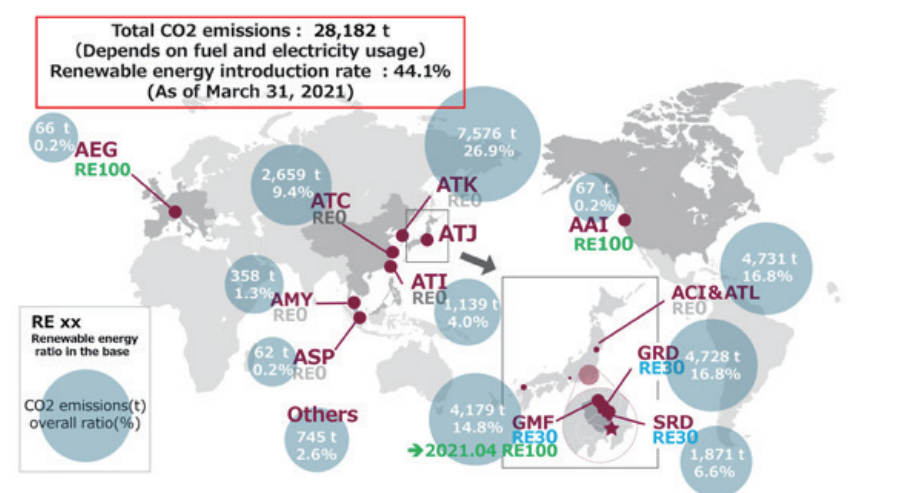 Total CO2 emissions : 28,182 t
(Depends on fuel and electricity usage)
Renewable energy introduction rate : 44.1%
(As of March 31, 2021)
66 t
0.2%
AEG
RE100
2,659 t
9.4%
ATC
RE0
7,576 t
26.9%
ATK
RE0
ATJ
67 t
0.2%
AAI
RE100
358 t
1.3%
AMY
RE0
ATI
RE0
1,139 t
4.0%
62 t
0.2%
ASP
RE0
4,731 t
16.8%
ACI&ATL
GRD
RE30
4,728 t
16.8%
Others
745 t
2.6%
4,179 t
14.8%
GMF
RE30
➔2021.04 RE100
SRD
RE30
1,871 t
6.6%
RE xx
Renewable energy
ratio in the base
CO2 emissions(t)
overall ratio(%)